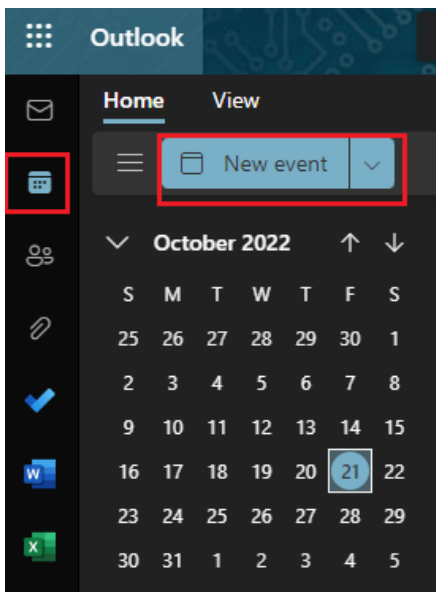 Outlook
Home View
New event
October 2022
S M T W T F S
25 26 27 28 29 30 1
2 3 4 5 6 7 8
9 10 11 12 13 14 15
16 17 18 19 20 21 22
23 24 25 26 27 28 29
30 31 1 2 3 4 5
W
X